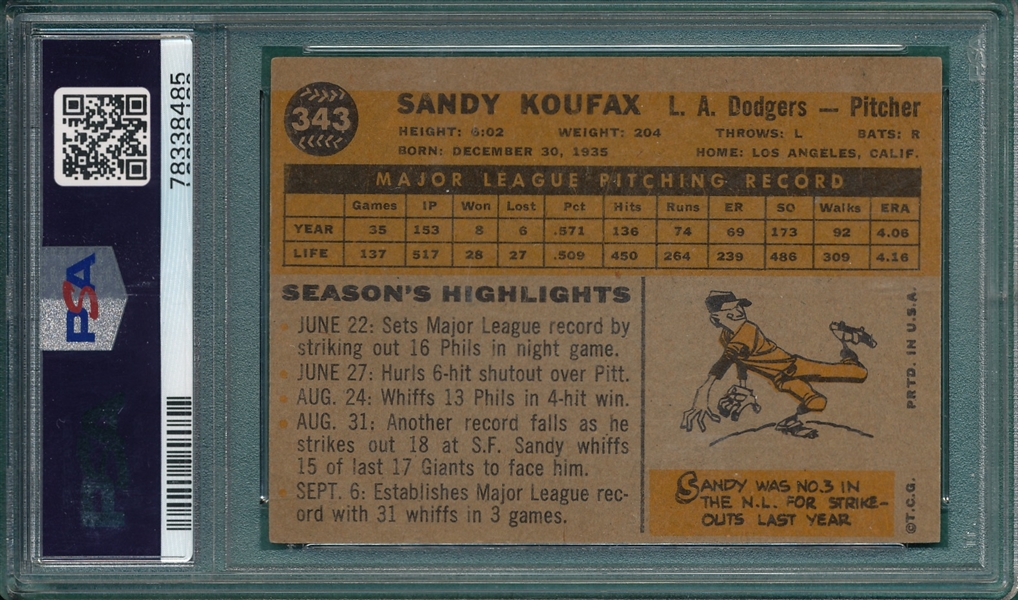 78338485
PSA
343
SANDY KOUFAX L. A. Dodgers — Pitcher
HEIGHT: 6:02 WEIGHT: 204 THROWS: L BATS: R
BORN: DECEMBER 30, 1935 HOME: LOS ANGELES, CALIF.
MAJOR LEAGUE PITCHING RECORD
Games IP Won Lost Pct Hits Runs ER SO Walks ERA
YEAR 35 153 8 6 .571 136 74 69 173 92 4.06
LIFE 137 517 28 27 .509 450 264 239 486 309 4.16
SEASON'S HIGHLIGHTS
JUNE 22: Sets Major League record by
striking out 16 Phils in night game.
JUNE 27: Hurls 6-hit shutout over Pitt.
AUG. 24: Whiffs 13 Phils in 4-hit win.
AUG. 31: Another record falls as he
strikes out 18 at S.F. Sandy whiffs
15 of last 17 Giants to face him.
SEPT. 6: Establishes Major League rec-
ord with 31 whiffs in 3 games.
SANDY WAS NO.3 IN
THE N.L. FOR STRIKE-
OUTS LAST YEAR
©T.C.G. PRTD. IN U.S.A.